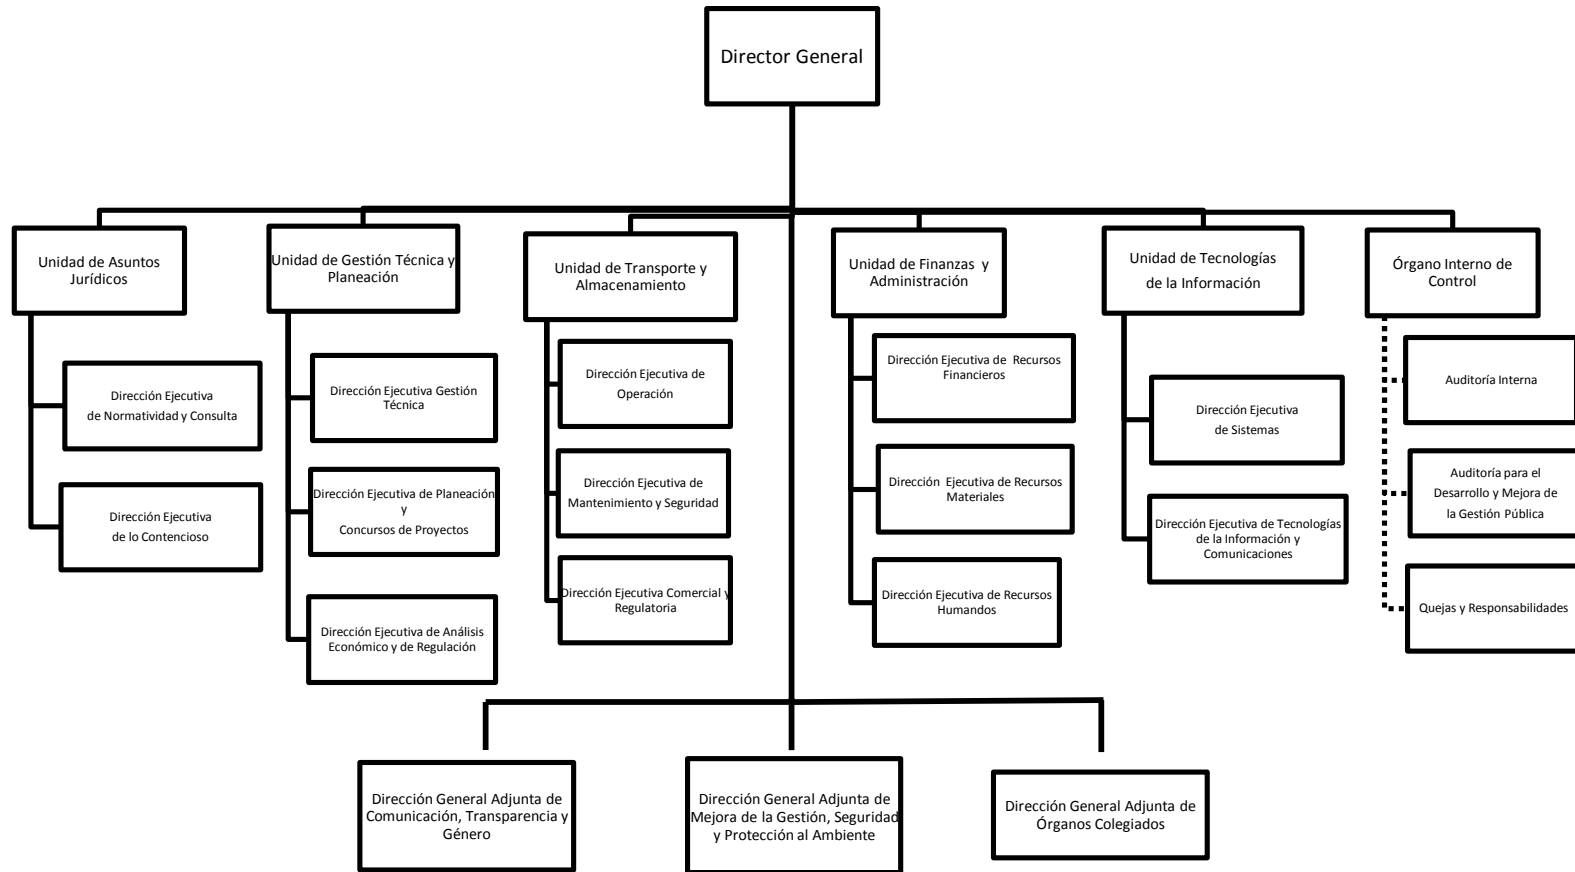 Director General
Unidad de Asuntos
Jurídicos
Unidad de Gestión Técnica y
Planeación
Unidad de Transporte y
Almacenamiento
Unidad de Finanzas y
Administración
Unidad de Tecnologías
de la Información
Órgano Interno de
Control
Dirección Ejecutiva
de Normatividad y Consulta
Dirección Ejecutiva
de lo Contencioso
Dirección Ejecutiva Gestión
Técnica
Dirección Ejecutiva de Planeación
y
Concursos de Proyectos
Dirección Ejecutiva de Análisis
Económico y de Regulación
Dirección Ejecutiva de
Operación
Dirección Ejecutiva de
Mantenimiento y Seguridad
Dirección Ejecutiva Comercial y
Regulatoria
Dirección Ejecutiva de Recursos
Financieros
Dirección Ejecutiva de Recursos
Materiales
Dirección Ejecutiva de Recursos
Humandos
Dirección Ejecutiva
de Sistemas
Dirección Ejecutiva de Tecnologías
de la Información y
Comunicaciones
Auditoría Interna
Auditoría para el
Desarrollo y Mejora de
la Gestión Pública
Quejas y Responsabilidades
Dirección General Adjunta de
Comunicación, Transparencia y
Género
Dirección General Adjunta de
Mejora de la Gestión, Seguridad
y Protección al Ambiente
Dirección General Adjunta de
Órganos Colegiados